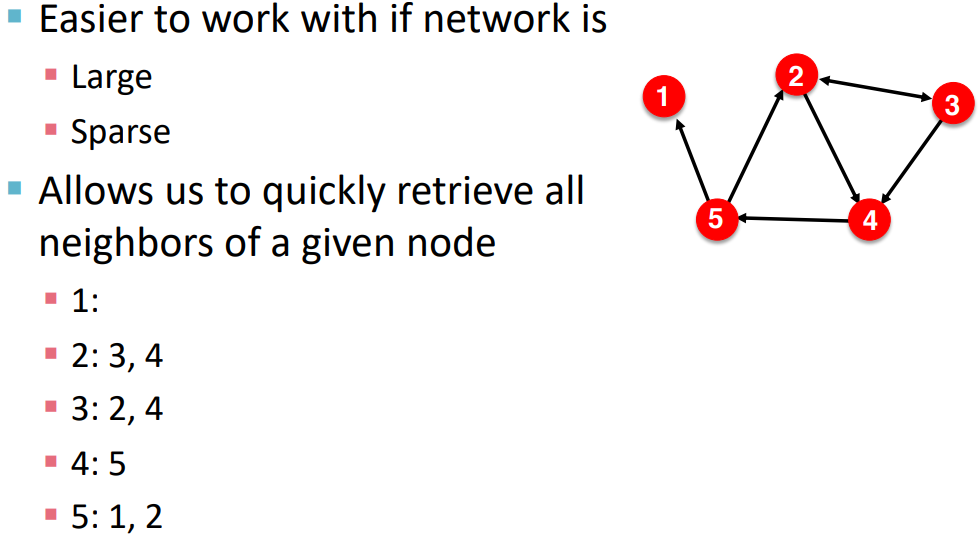 Easier to work with if network is
Large
Sparse
Allows us to quickly retrieve all
neighbors of a given node
1:
2: 3, 4
3: 2, 4
4: 5
5: 1, 2
1
2
3
5
4